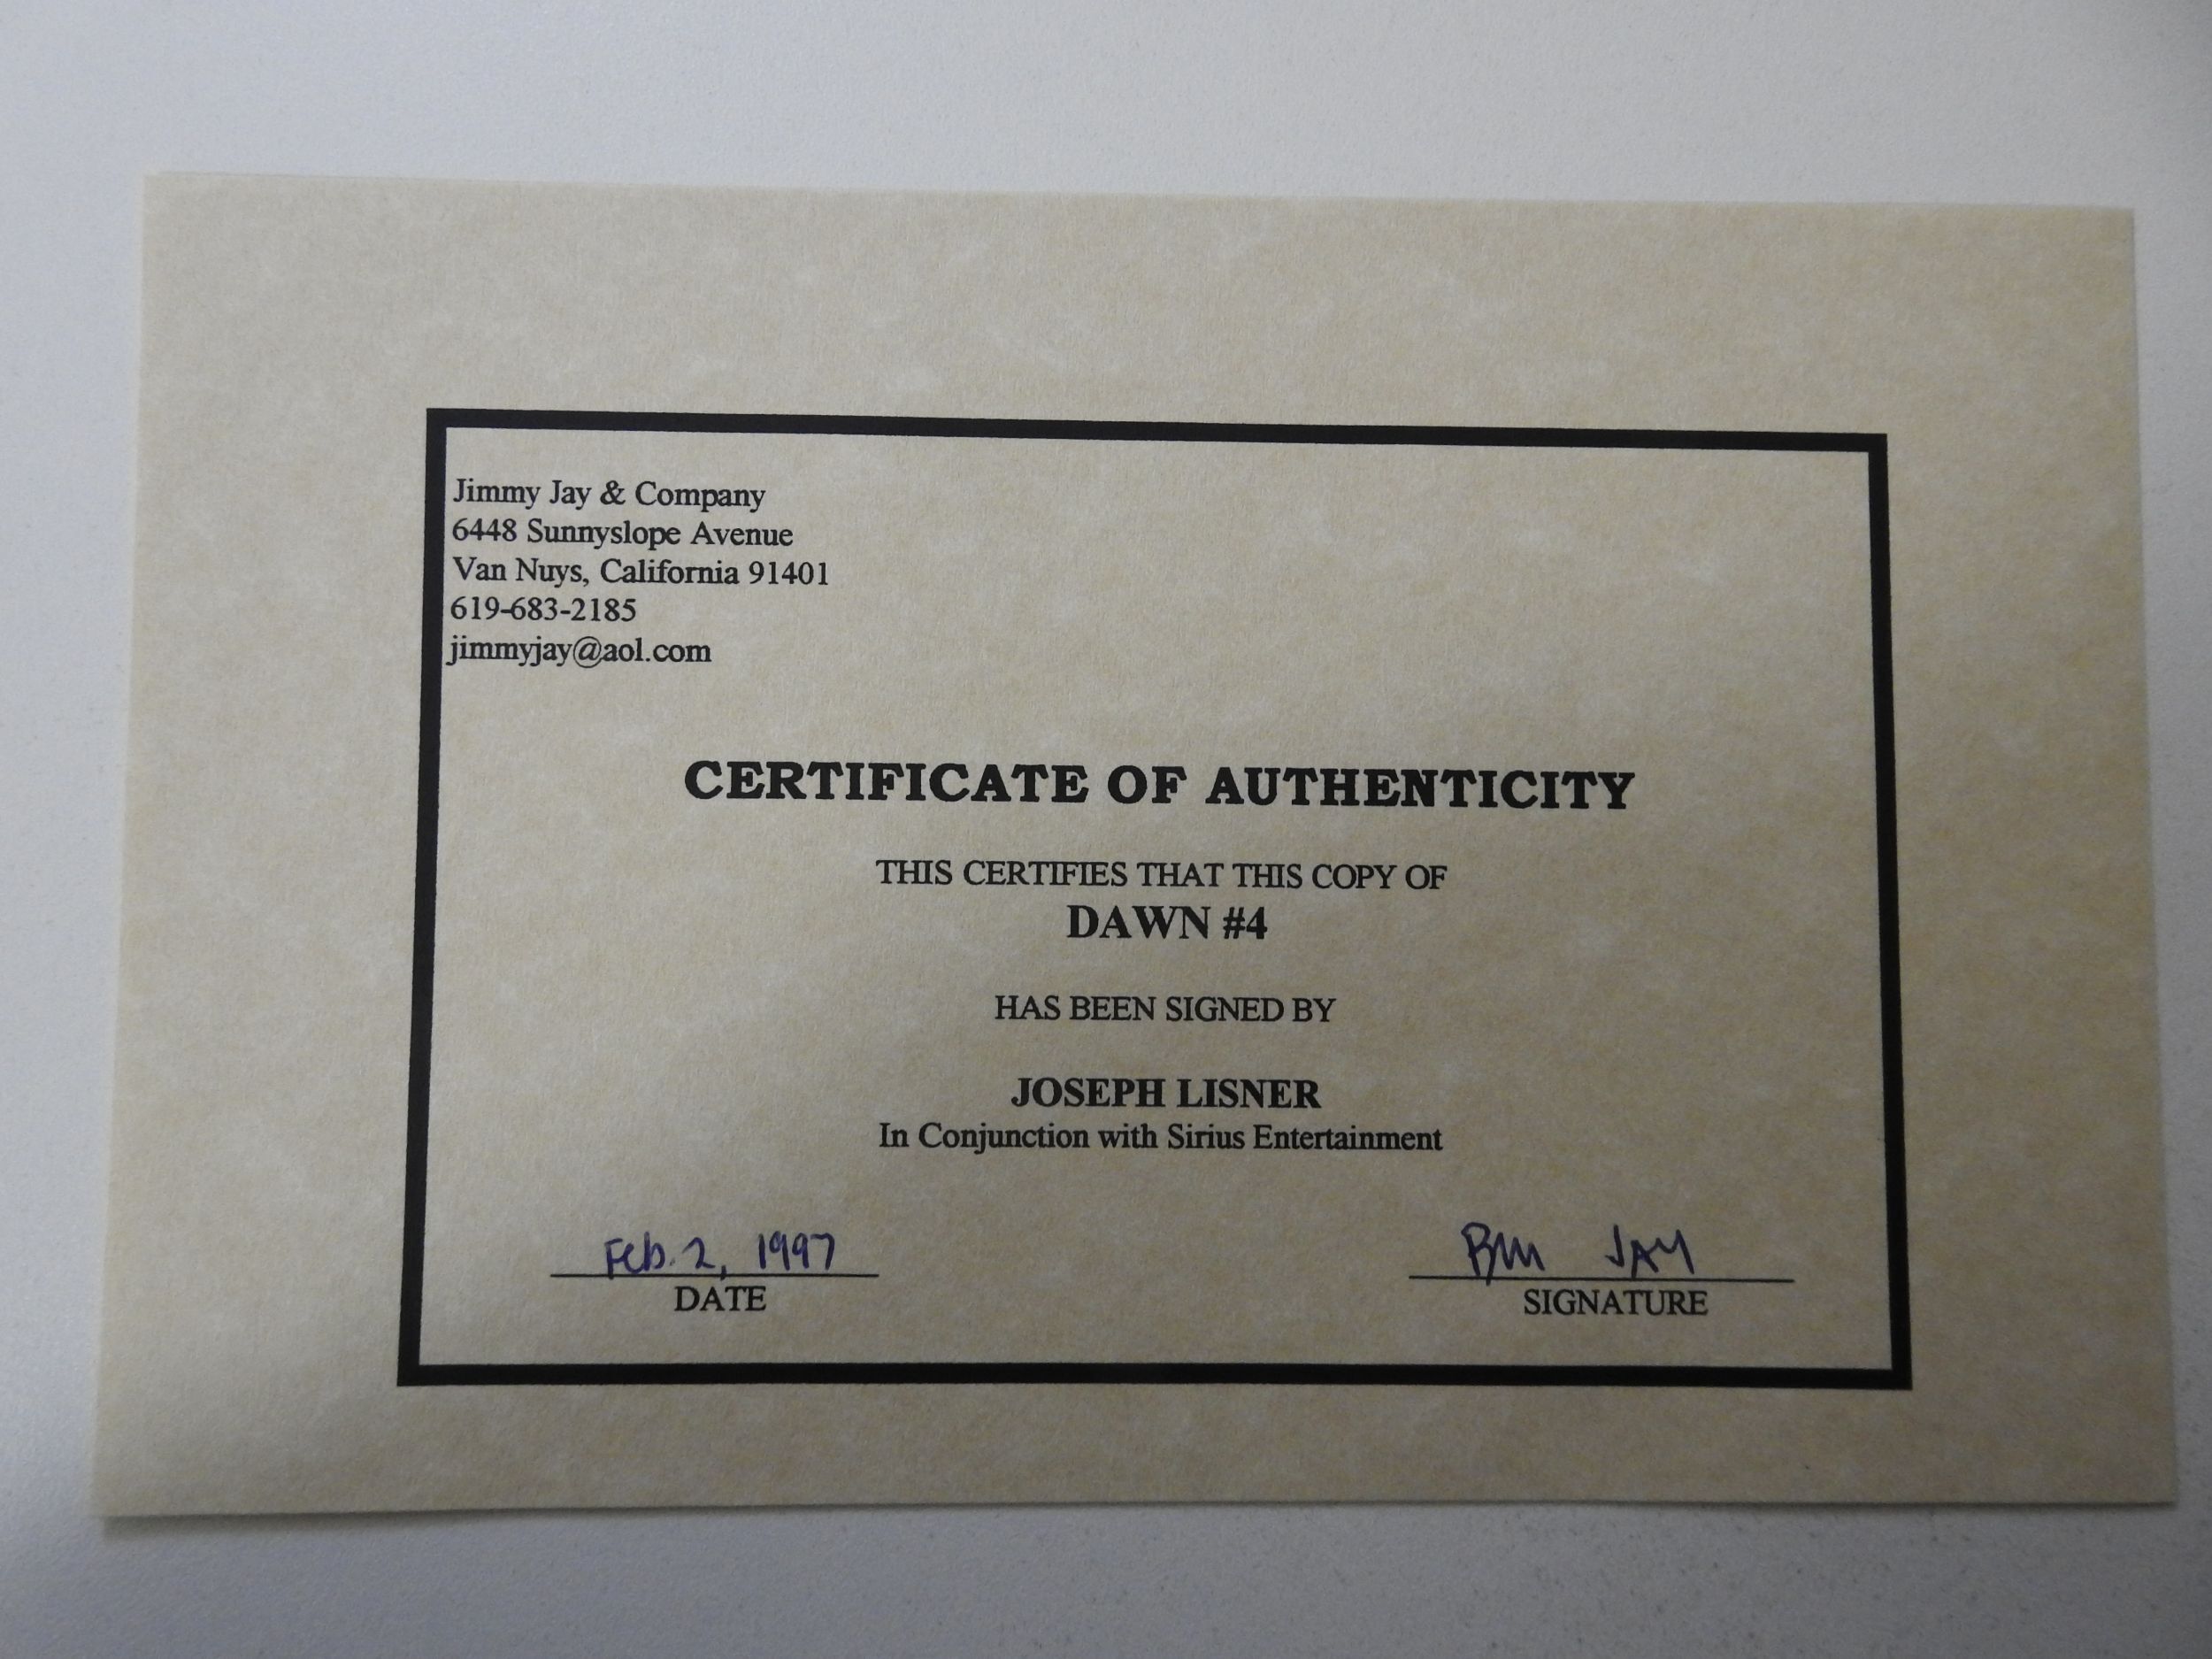 Jimmy Jay & Company
6448 Sunnyslope Avenue
Van Nuys, California 91401
619-683-2185
jimmyjay@aol.com
CERTIFICATE OF AUTHENTICITY
THIS CERTIFIES THAT THIS COPY OF
DAWN #4
HAS BEEN SIGNED BY
JOSEPH LISNER
In Conjunction with Sirius Entertainment
Feb. 2, 1997
DATE
JAY
SIGNATURE